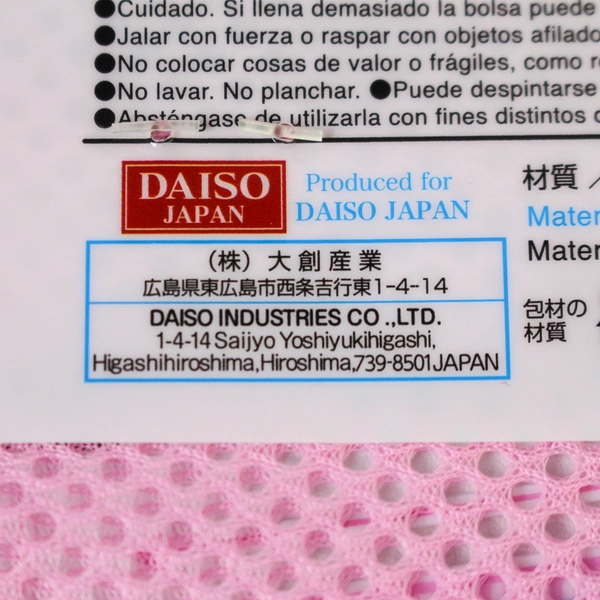 ●Cuidado. Si llena demasiado la bolsa puede
●Jalar con fuerza o raspar con objetos afilado
●No colocar cosas de valor o frágiles, como r
●No lavar. No planchar. ●Puede despintarse
●Absténgase de utilizarla con fines distintos
DAISO
JAPAN
Produced for
DAISO JAPAN
材質／
Mater
Mater
(株) 大創産業
広島県東広島市西条吉行東1-4-14
DAISO INDUSTRIES CO .,LTD.
1-4-14 Saijyo Yoshiyukihigashi,
Higashihiroshima,Hiroshima,739-8501JAPAN
包材の
材質